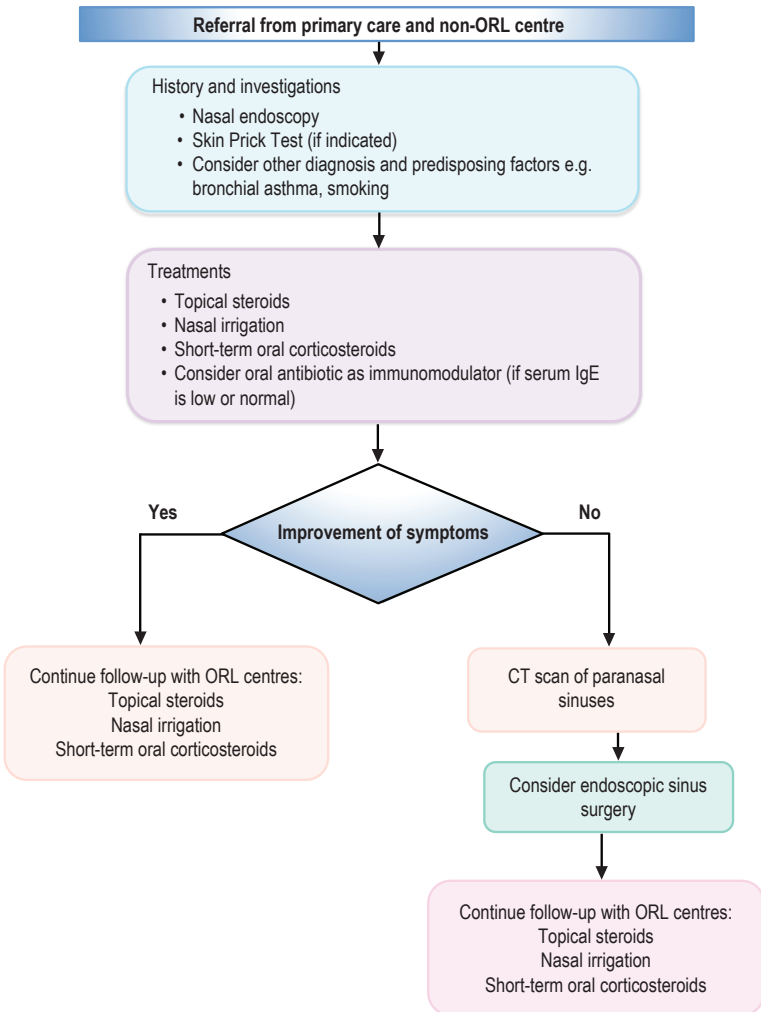 Referral from primary care and non-ORL centre
History and investigations
• Nasal endoscopy
• Skin Prick Test (if indicated)
• Consider other diagnosis and predisposing factors e.g.
bronchial asthma, smoking
Treatments
• Topical steroids
• Nasal irrigation
• Short-term oral corticosteroids
• Consider oral antibiotic as immunomodulator (if serum IgE
is low or normal)
Yes
No
Improvement of symptoms
Continue follow-up with ORL centres:
Topical steroids
Nasal irrigation
Short-term oral corticosteroids
CT scan of paranasal
sinuses
Consider endoscopic sinus
surgery
Continue follow-up with ORL centres:
Topical steroids
Nasal irrigation
Short-term oral corticosteroids